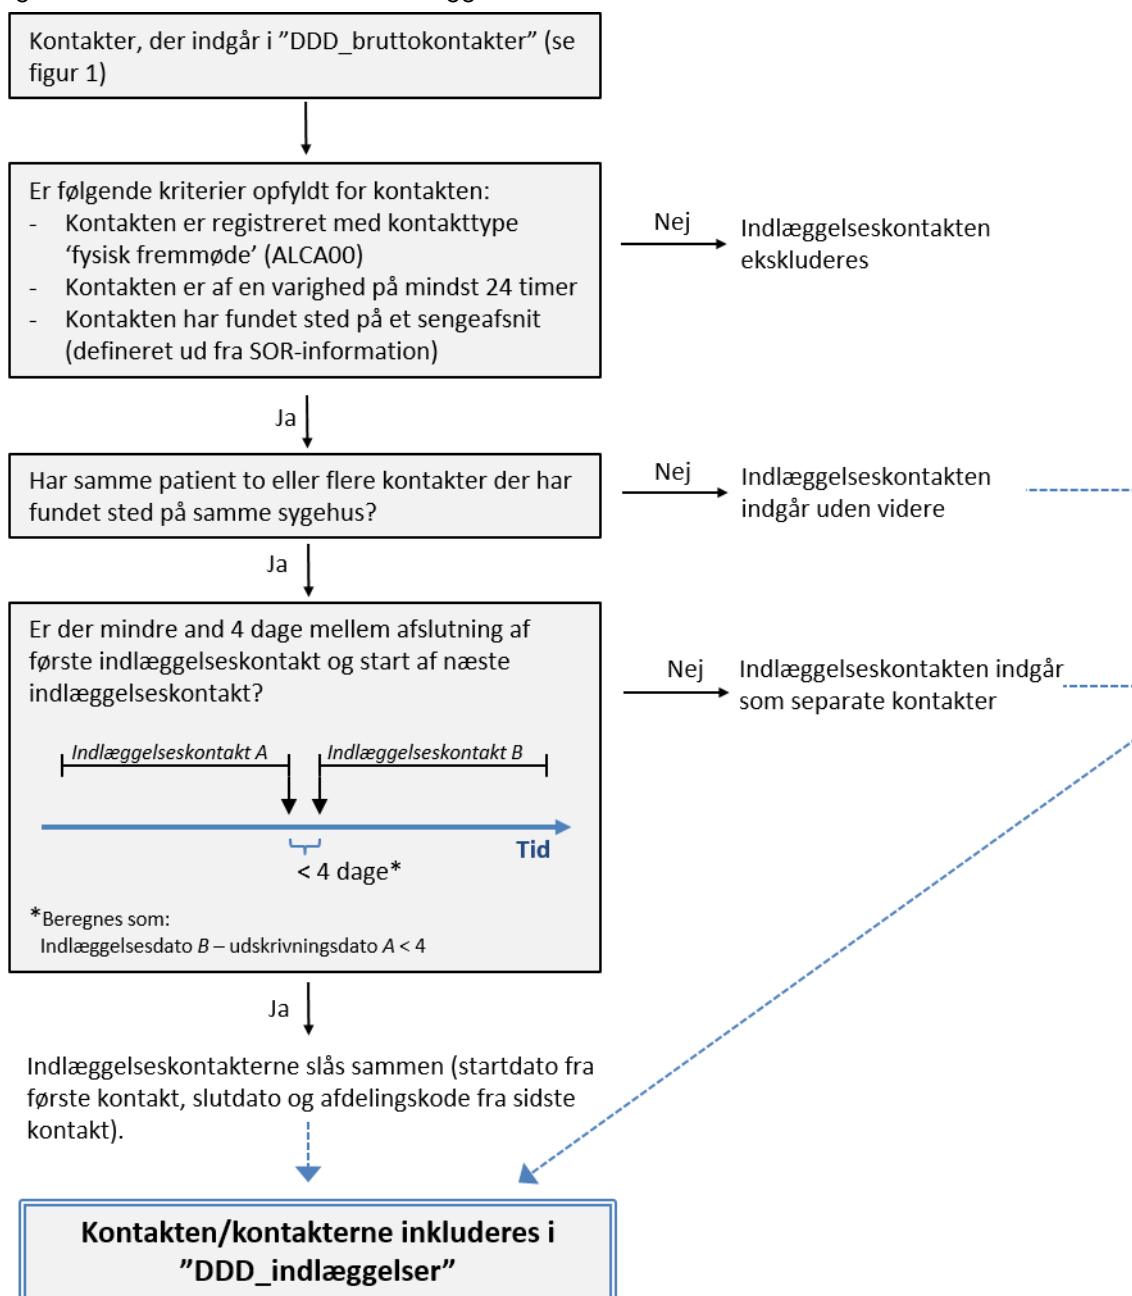 Kontakter, der indgår i ”DDD_bruttokontakter” (se
figur 1)
Er følgende kriterier opfyldt for kontakten:
- Kontakten er registreret med kontakttype
‘fysisk fremmøde’ (ALCA00)
- Kontakten er af en varighed på mindst 24 timer
- Kontakten har fundet sted på et sengeafsnit
(defineret ud fra SOR-information)
Nej
Indlæggelseskontakten
ekskluderes
Ja
Har samme patient to eller flere kontakter der har
fundet sted på samme sygehus?
Nej
Indlæggelseskontakten
indgår uden videre
Ja
Er der mindre and 4 dage mellem afslutning af
første indlæggelseskontakt og start af næste
indlæggelseskontakt?
Nej
Indlæggelseskontakten indgår
som separate kontakter
Indlæggelseskontakt A
Indlæggelseskontakt B
Tid
< 4 dage*
*Beregnes som:
Indlæggelsesdato B – udskrivningsdato A < 4
Ja
Indlæggelseskontakterne slås sammen (startdato fra
første kontakt, slutdato og afdelingskode fra sidste
kontakt).
Kontakten/kontakterne inkluderes i
”DDD_indlæggelser”